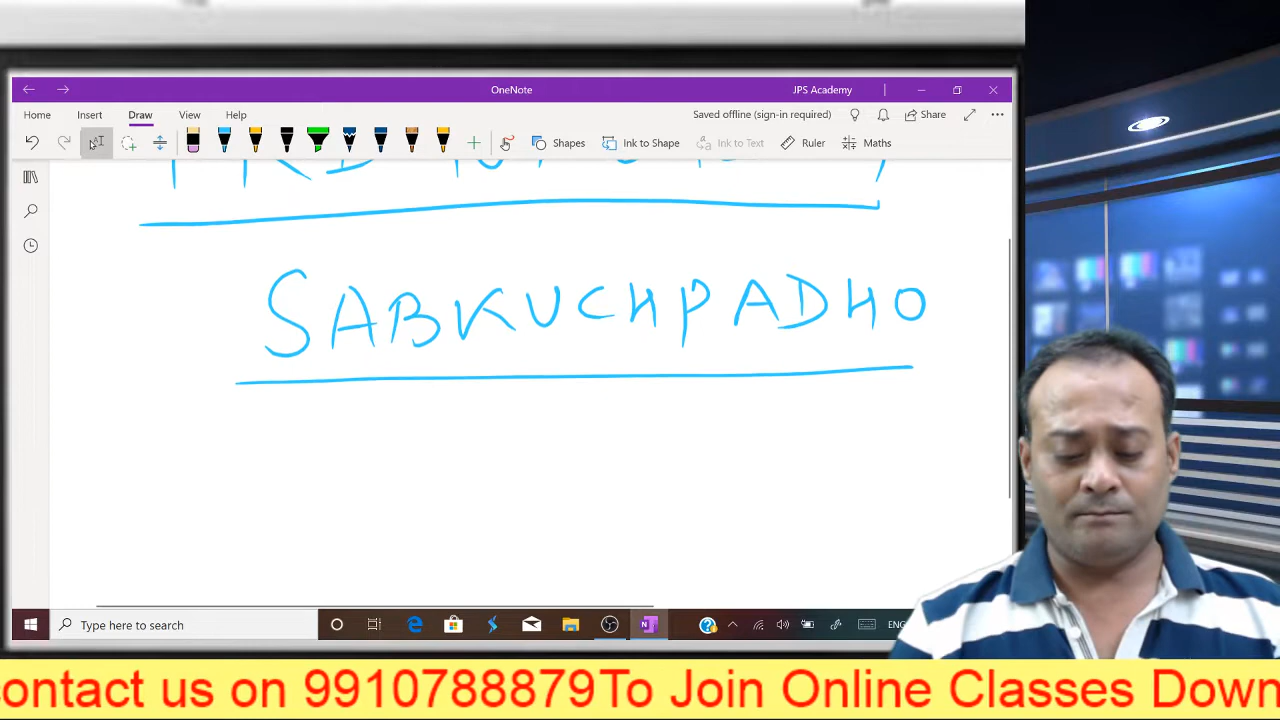 OneNote
JPS Academy
Home Insert Draw View Help
Saved offline (sign-in required)
Share
Shapes Ink to Shape Ink to Text Ruler Maths
SABKUCHPADHO
Type here to search
ENG
contact us on 9910788879To Join Online Classes Down